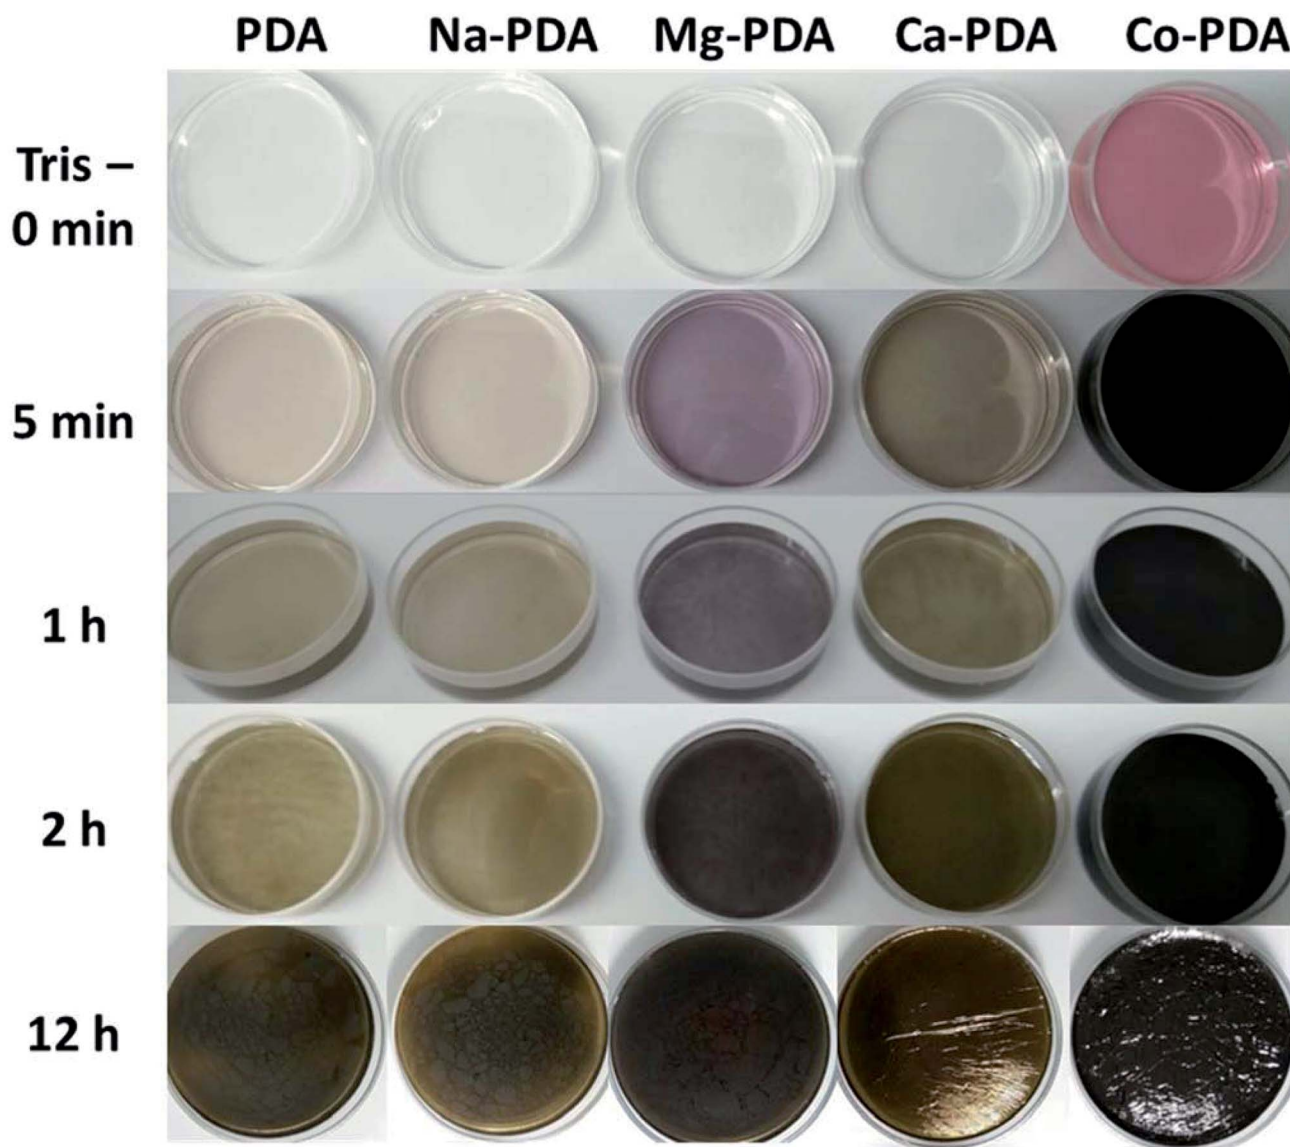 PDA Na-PDA Mg-PDA Ca-PDA Co-PDA
Tris –
0 min
5 min
1 h
2 h
12 h